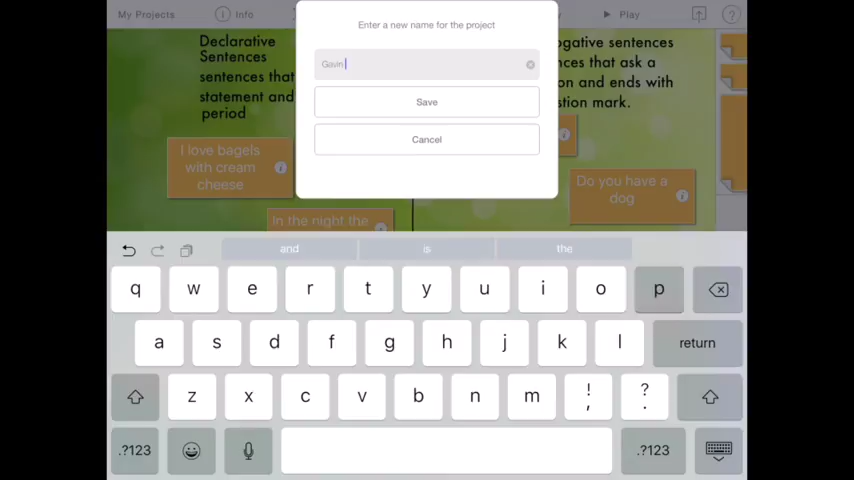 My Projects
Info
Play
?
Enter a new name for the project
Gavin
Save
Cancel
Declarative
Sentences
sentences that
statement and
period
ogative sentences
nces that ask a
on and ends with
stion mark.
I love bagels
with cream
cheese
In the night the
Do you have a
dog
and is the
q w e r t y u i o p
a s d f g h j k l return
z x c v b n m ! , ? .
.?123 .?123